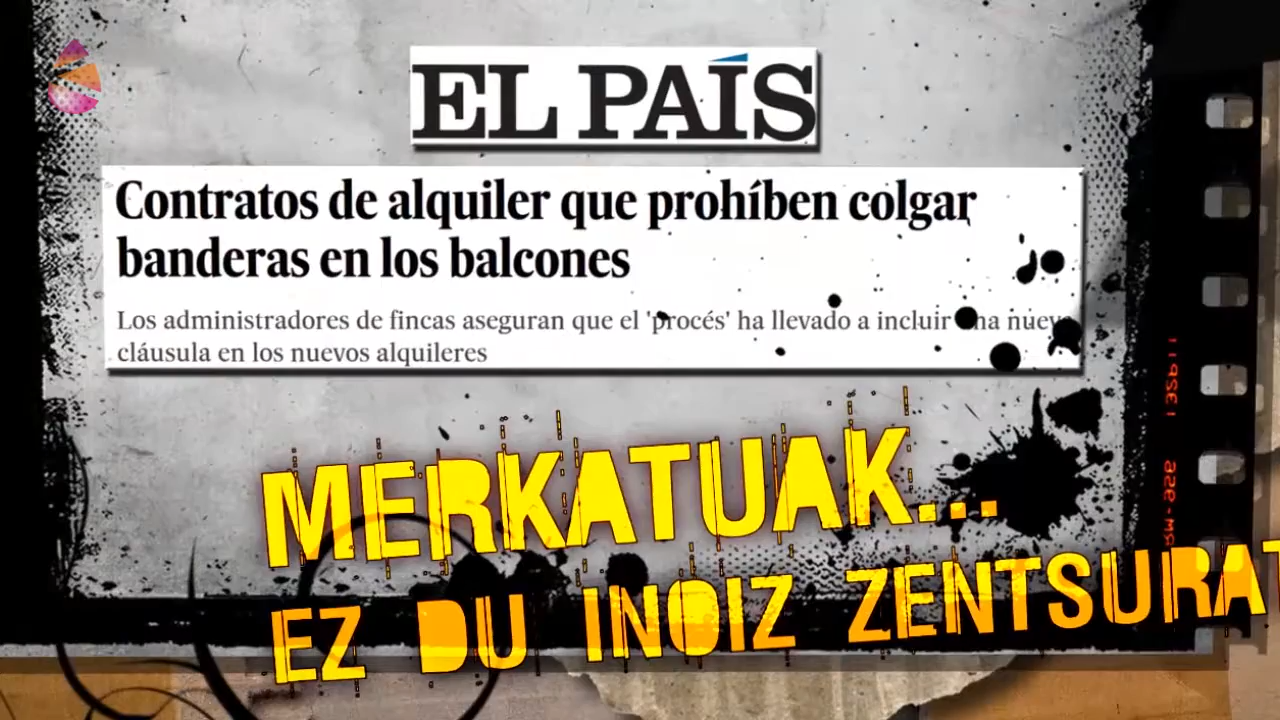 EL PAÍS
Contratos de alquiler que prohíben colgar
banderas en los balcones
Los administradores de fincas aseguran que el 'procés' ha llevado a incluir
cláusula en los nuevos alquileres
MERKATUAK...
EZ DU INOIZ ZENTSURAT